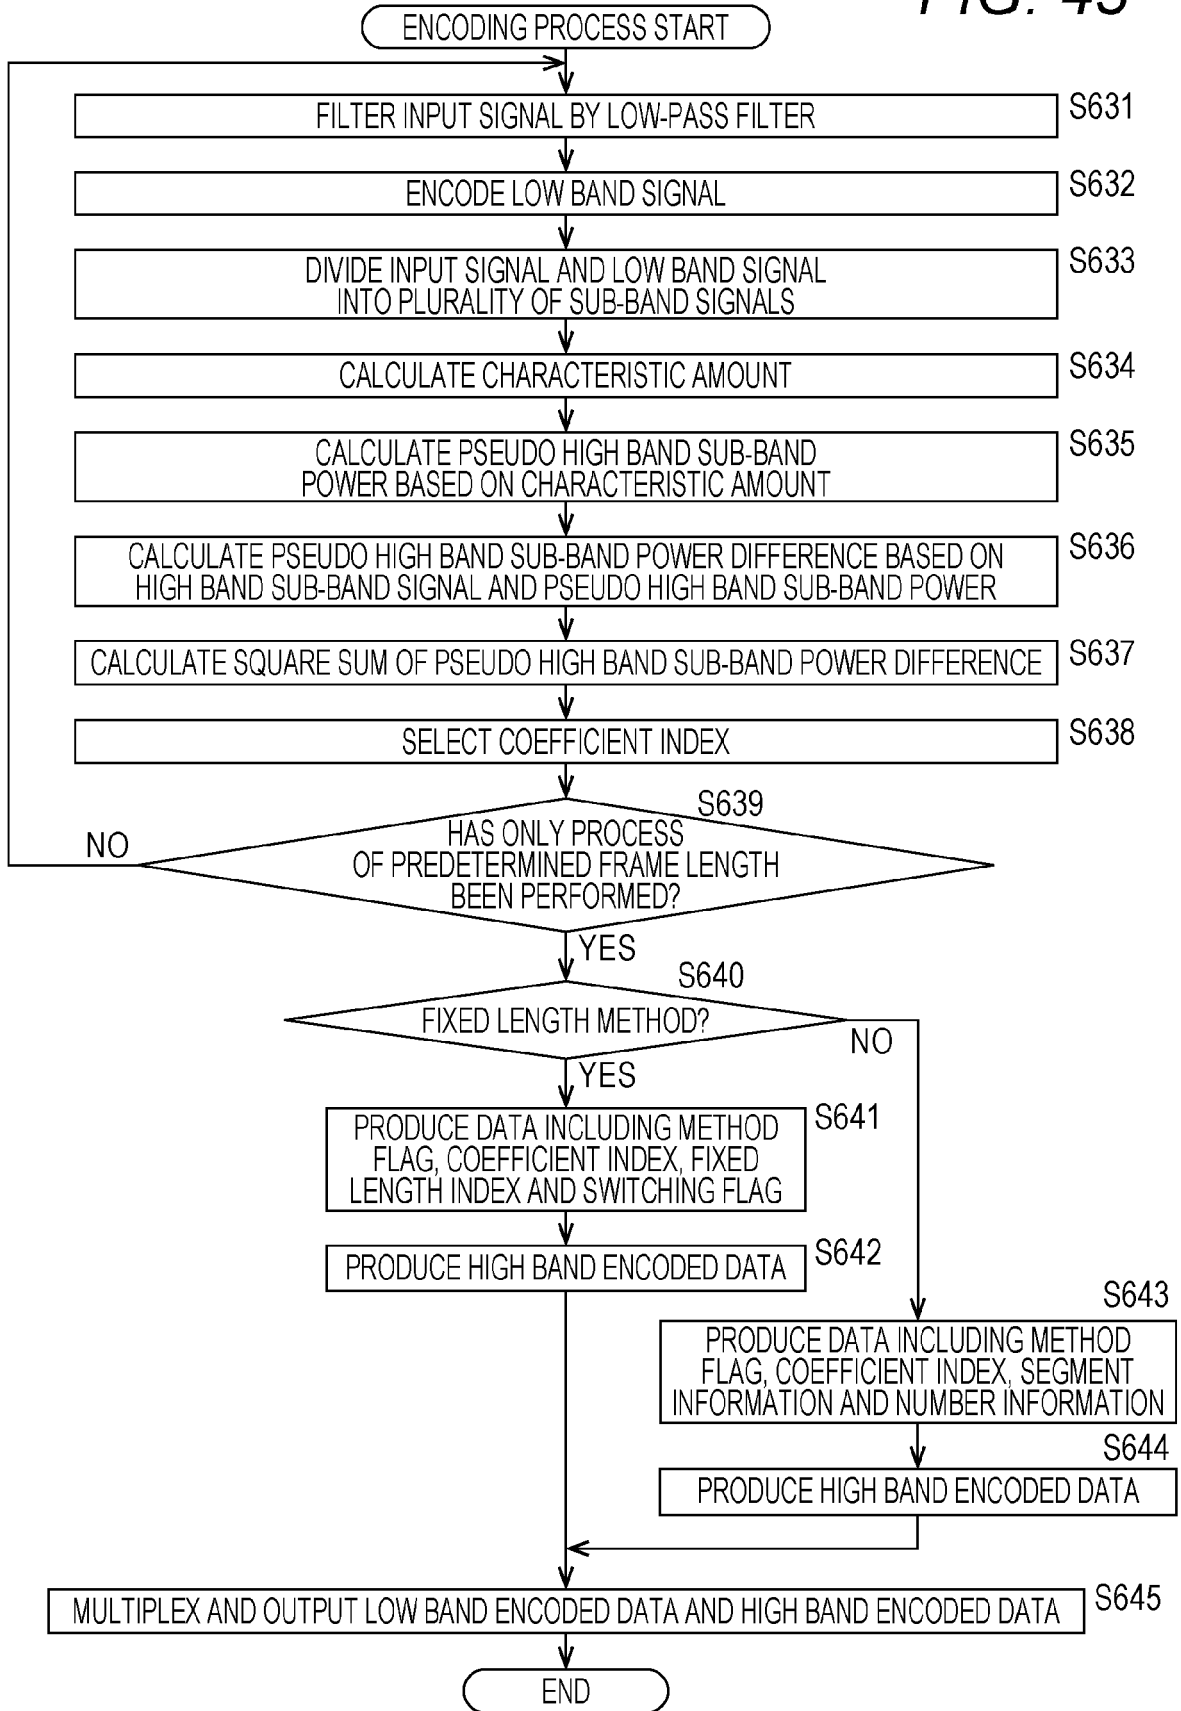 FIG. 43
ENCODING PROCESS START
FILTER INPUT SIGNAL BY LOW-PASS FILTER
S631
ENCODE LOW BAND SIGNAL
S632
DIVIDE INPUT SIGNAL AND LOW BAND SIGNAL
INTO PLURALITY OF SUB-BAND SIGNALS
S633
CALCULATE CHARACTERISTIC AMOUNT
S634
CALCULATE PSEUDO HIGH BAND SUB-BAND
POWER BASED ON CHARACTERISTIC AMOUNT
S635
CALCULATE PSEUDO HIGH BAND SUB-BAND POWER DIFFERENCE BASED ON
HIGH BAND SUB-BAND SIGNAL AND PSEUDO HIGH BAND SUB-BAND POWER
S636
CALCULATE SQUARE SUM OF PSEUDO HIGH BAND SUB-BAND POWER DIFFERENCE
S637
SELECT COEFFICIENT INDEX
S638
S639
HAS ONLY PROCESS
OF PREDETERMINED FRAME LENGTH
BEEN PERFORMED?
NO
YES
S640
FIXED LENGTH METHOD?
NO
YES
PRODUCE DATA INCLUDING METHOD
FLAG, COEFFICIENT INDEX, FIXED
LENGTH INDEX AND SWITCHING FLAG
S641
PRODUCE HIGH BAND ENCODED DATA
S642
S643
PRODUCE DATA INCLUDING METHOD
FLAG, COEFFICIENT INDEX, SEGMENT
INFORMATION AND NUMBER INFORMATION
S644
PRODUCE HIGH BAND ENCODED DATA
MULTIPLEX AND OUTPUT LOW BAND ENCODED DATA AND HIGH BAND ENCODED DATA
S645
END